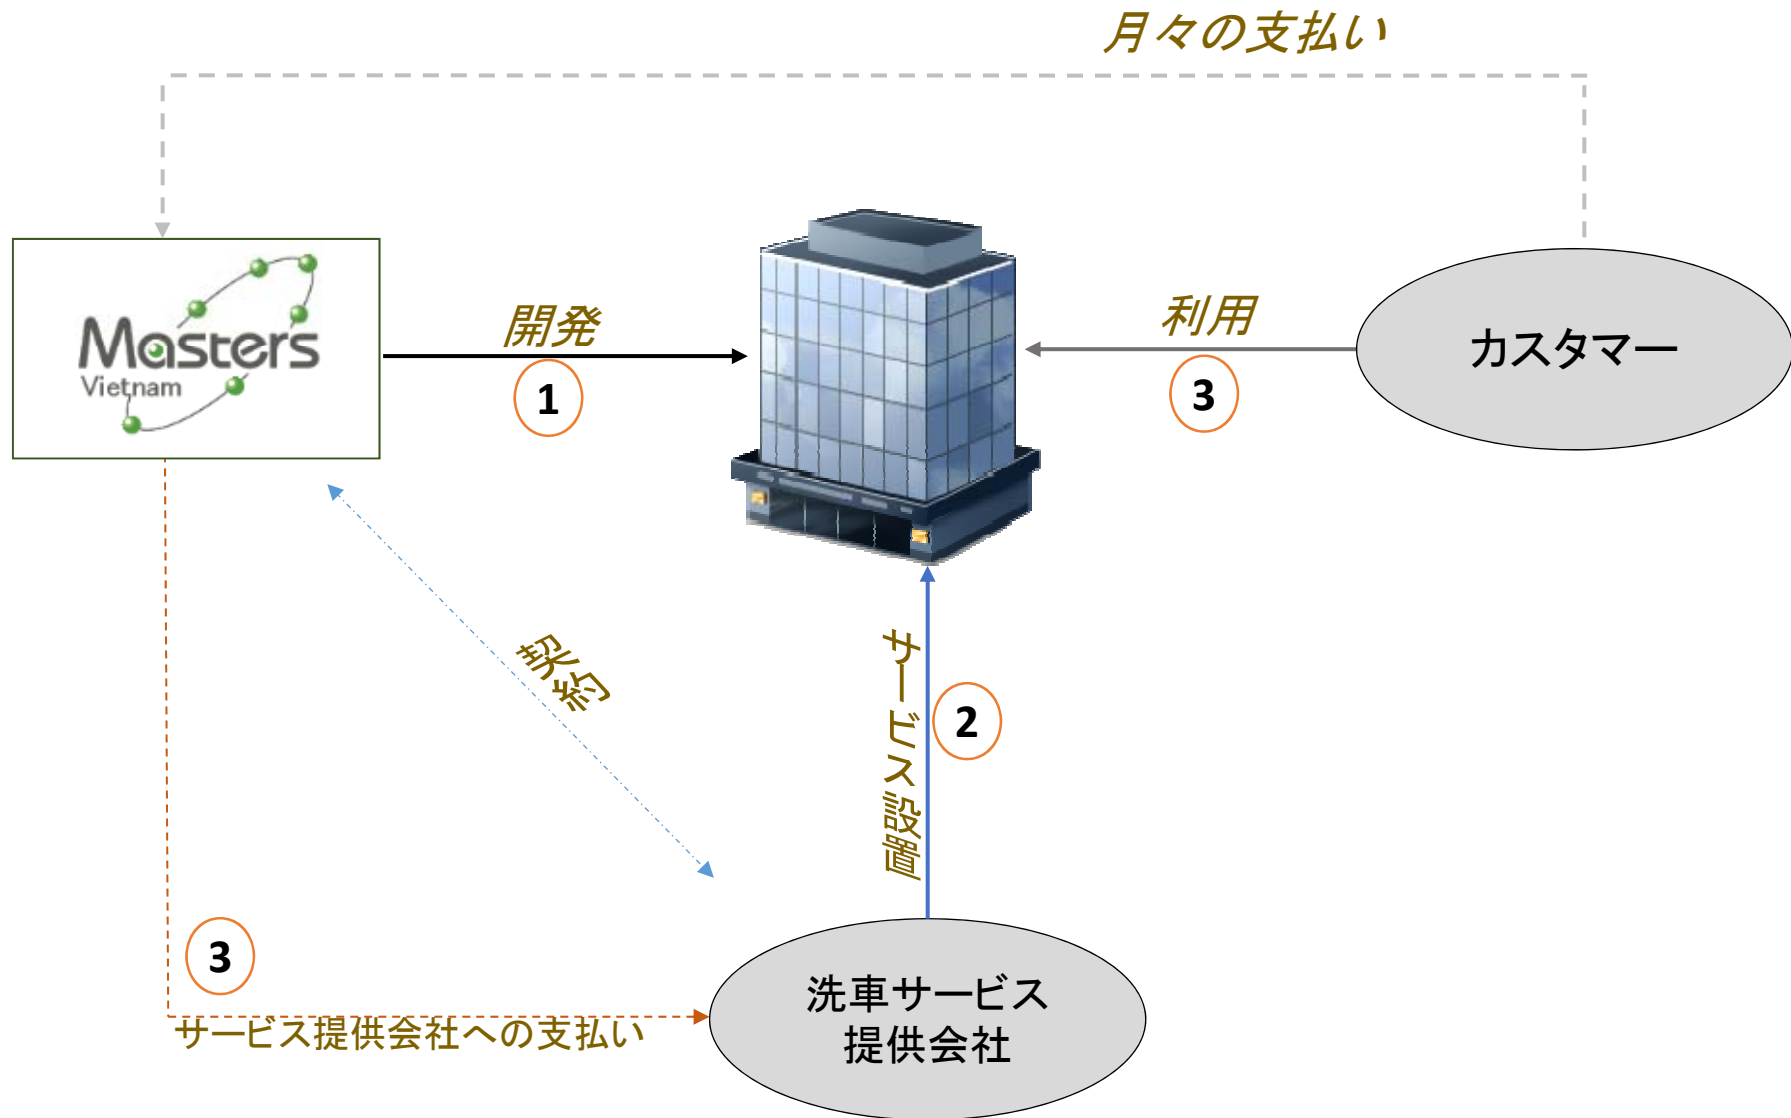 月々の支払い
Masters
Vietnam
開発
1
利用
3
カスタマー
契約
サービス設置
2
3
サービス提供会社への支払い
洗車サービス
提供会社